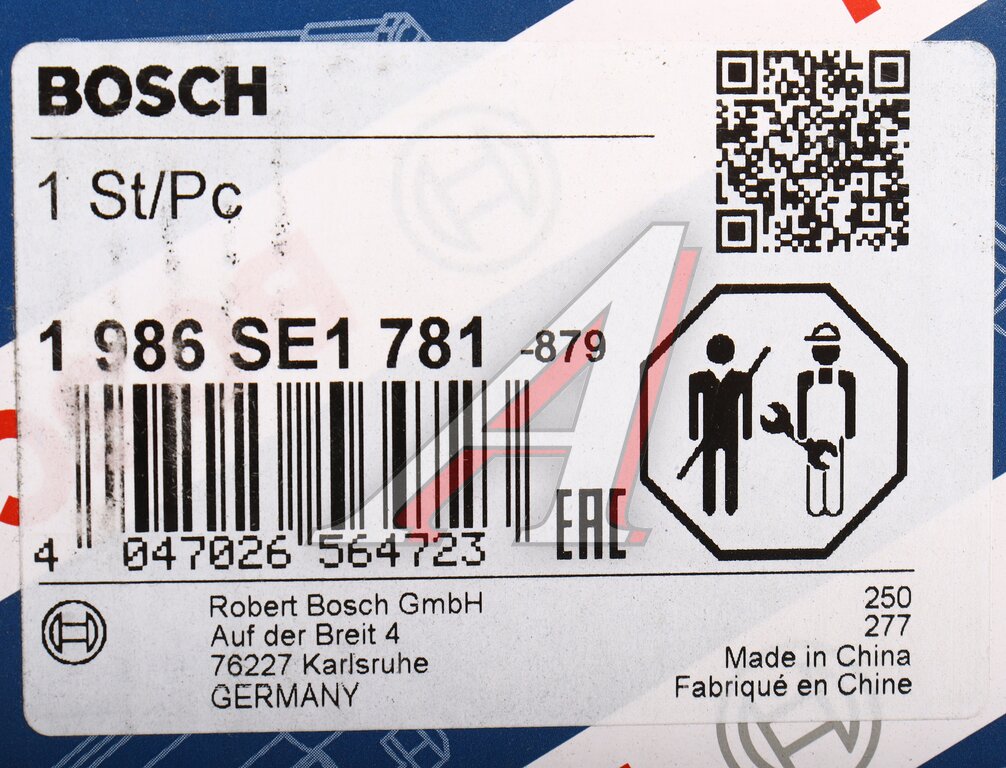 BOSCH
1 St/Pc
1 986 SE1 781 -879
4 047026 564723
EAC
Robert Bosch GmbH
Auf der Breit 4
76227 Karlsruhe
GERMANY
250
277
Made in China
Fabriqué en Chine